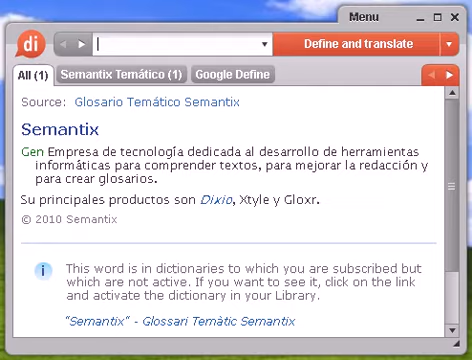 Menu
di
Define and translate
All (1)
Semantix Temático (1)
Google Define
Source: Glosario Temático Semantix
Semantix
Gen Empresa de tecnología dedicada al desarrollo de herramientas
informáticas para comprender textos, para mejorar la redacción y
para crear glosarios.
Su principales productos son Dixio, Xtyle y Gloxr.
© 2010 Semantix
i
This word is in dictionaries to which you are subscribed but
which are not active. If you want to see it, click on the link
and activate the dictionary in your Library.
"Semantix" - Glossari Temàtic Semantix